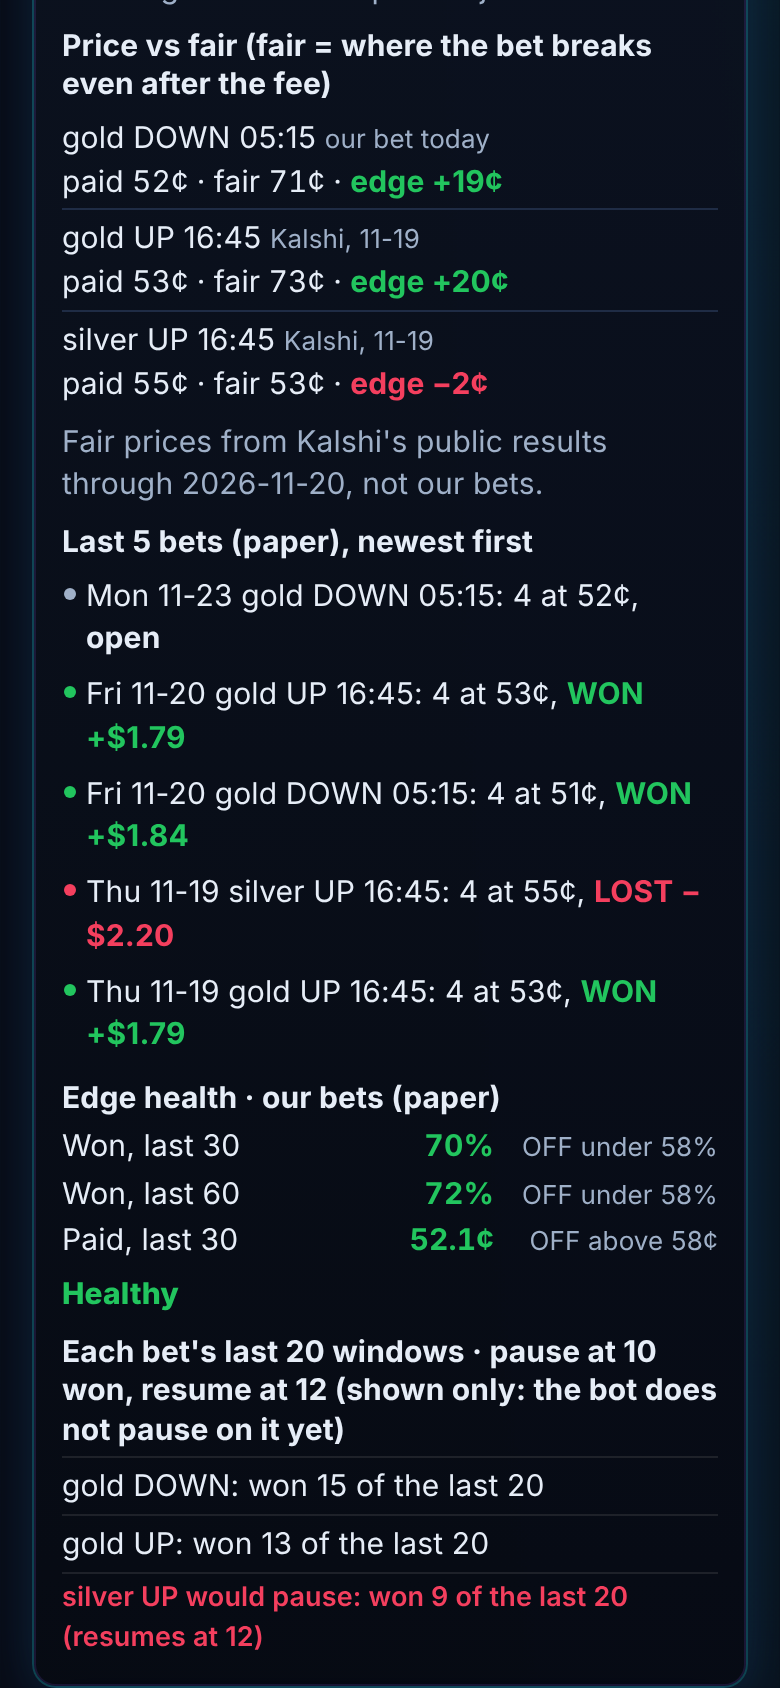 Price vs fair (fair = where the bet breaks
even after the fee)
gold DOWN 05:15 our bet today
paid 52¢ · fair 71¢ · edge +19¢
gold UP 16:45 Kalshi, 11-19
paid 53¢ · fair 73¢ · edge +20¢
silver UP 16:45 Kalshi, 11-19
paid 55¢ · fair 53¢ · edge −2¢
Fair prices from Kalshi's public results
through 2026-11-20, not our bets.
Last 5 bets (paper), newest first
• Mon 11-23 gold DOWN 05:15: 4 at 52¢,
open
• Fri 11-20 gold UP 16:45: 4 at 53¢, WON
+$1.79
• Fri 11-20 gold DOWN 05:15: 4 at 51¢, WON
+$1.84
• Thu 11-19 silver UP 16:45: 4 at 55¢, LOST −
$2.20
• Thu 11-19 gold UP 16:45: 4 at 53¢, WON
+$1.79
Edge health · our bets (paper)
Won, last 30 70% OFF under 58%
Won, last 60 72% OFF under 58%
Paid, last 30 52.1¢ OFF above 58¢
Healthy
Each bet's last 20 windows · pause at 10
won, resume at 12 (shown only: the bot does
not pause on it yet)
gold DOWN: won 15 of the last 20
gold UP: won 13 of the last 20
silver UP would pause: won 9 of the last 20
(resumes at 12)